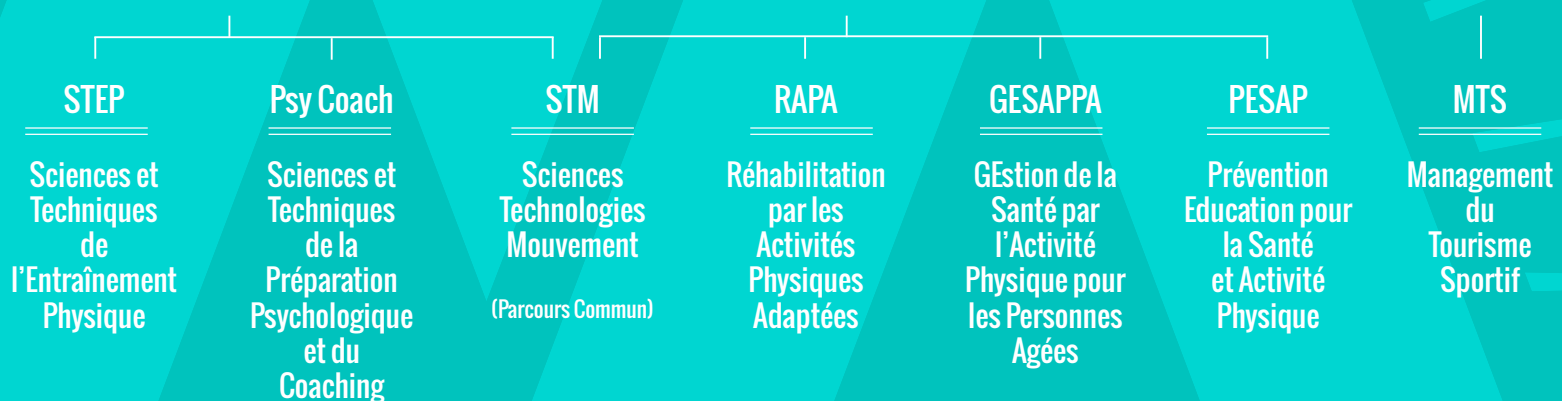 STEP
Sciences et
Techniques
de
l'Entraînement
Physique
Psy Coach
Sciences et
Techniques
de la
Préparation
Psychologique
et du
Coaching
STM
Sciences
Technologies
Mouvement
(Parcours Commun)
RAPA
Réhabilitation
par les
Activités
Physiques
Adaptées
GESAPPA
GEstion de la
Santé par
l'Activité
Physique pour
les Personnes
Agées
PESAP
Prévention
Education pour
la Santé
et Activité
Physique
MTS
Management
du
Tourisme
Sportif